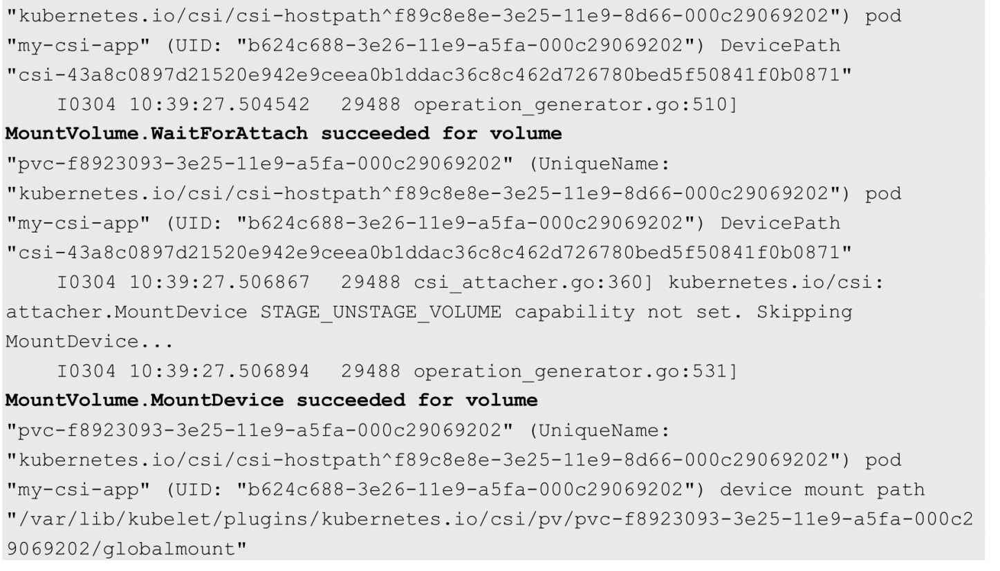 "kubernetes.io/csi/csi-hostpath^f89c8e8e-3e25-11e9-8d66-000c29069202") pod
"my-csi-app" (UID: "b624c688-3e26-11e9-a5fa-000c29069202") DevicePath
"csi-43a8c0897d21520e942e9ceea0b1ddac36c8c462d726780bed5f50841f0b0871"
    I0304 10:39:27.504542   29488 operation_generator.go:510]
MountVolume.WaitForAttach succeeded for volume
"pvc-f8923093-3e25-11e9-a5fa-000c29069202" (UniqueName:
"kubernetes.io/csi/csi-hostpath^f89c8e8e-3e25-11e9-8d66-000c29069202") pod
"my-csi-app" (UID: "b624c688-3e26-11e9-a5fa-000c29069202") DevicePath
"csi-43a8c0897d21520e942e9ceea0b1ddac36c8c462d726780bed5f50841f0b0871"
    I0304 10:39:27.506867   29488 csi_attacher.go:360] kubernetes.io/csi:
attacher.MountDevice STAGE_UNSTAGE_VOLUME capability not set. Skipping
MountDevice...
    I0304 10:39:27.506894   29488 operation_generator.go:531]
MountVolume.MountDevice succeeded for volume
"pvc-f8923093-3e25-11e9-a5fa-000c29069202" (UniqueName:
"kubernetes.io/csi/csi-hostpath^f89c8e8e-3e25-11e9-8d66-000c29069202") pod
"my-csi-app" (UID: "b624c688-3e26-11e9-a5fa-000c29069202") device mount path
"/var/lib/kubelet/plugins/kubernetes.io/csi/pv/pvc-f8923093-3e25-11e9-a5fa-000c2
9069202/globalmount"